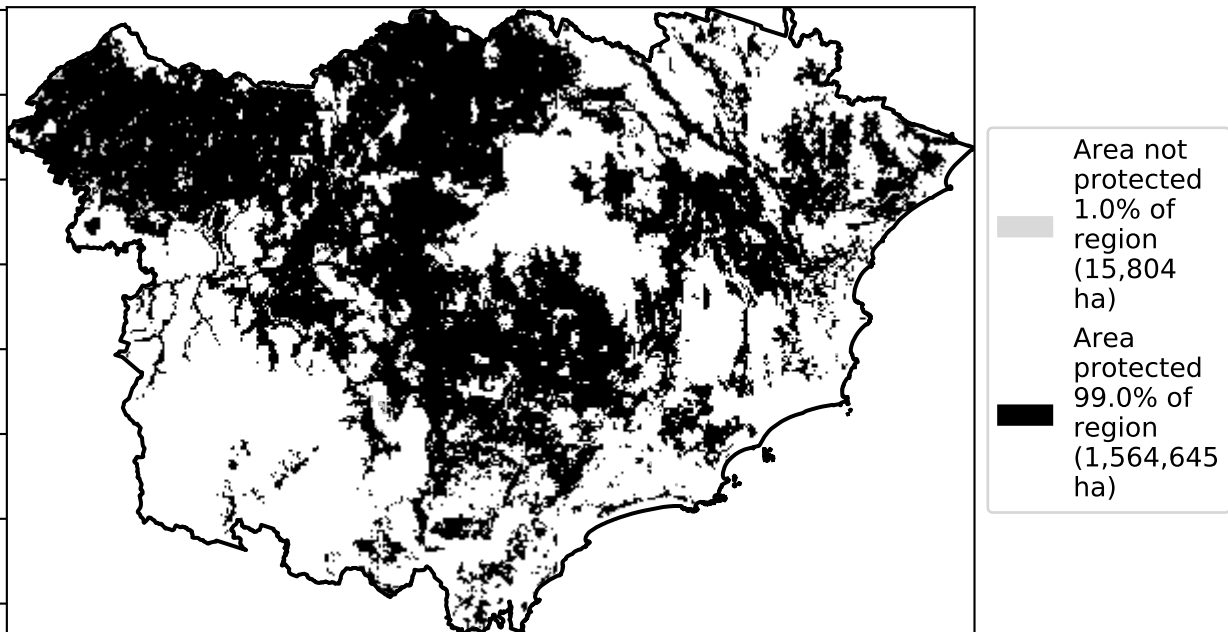 Area not
protected
1.0% of
region
(15,804
ha)
Area
protected
99.0% of
region
(1,564,645
ha)